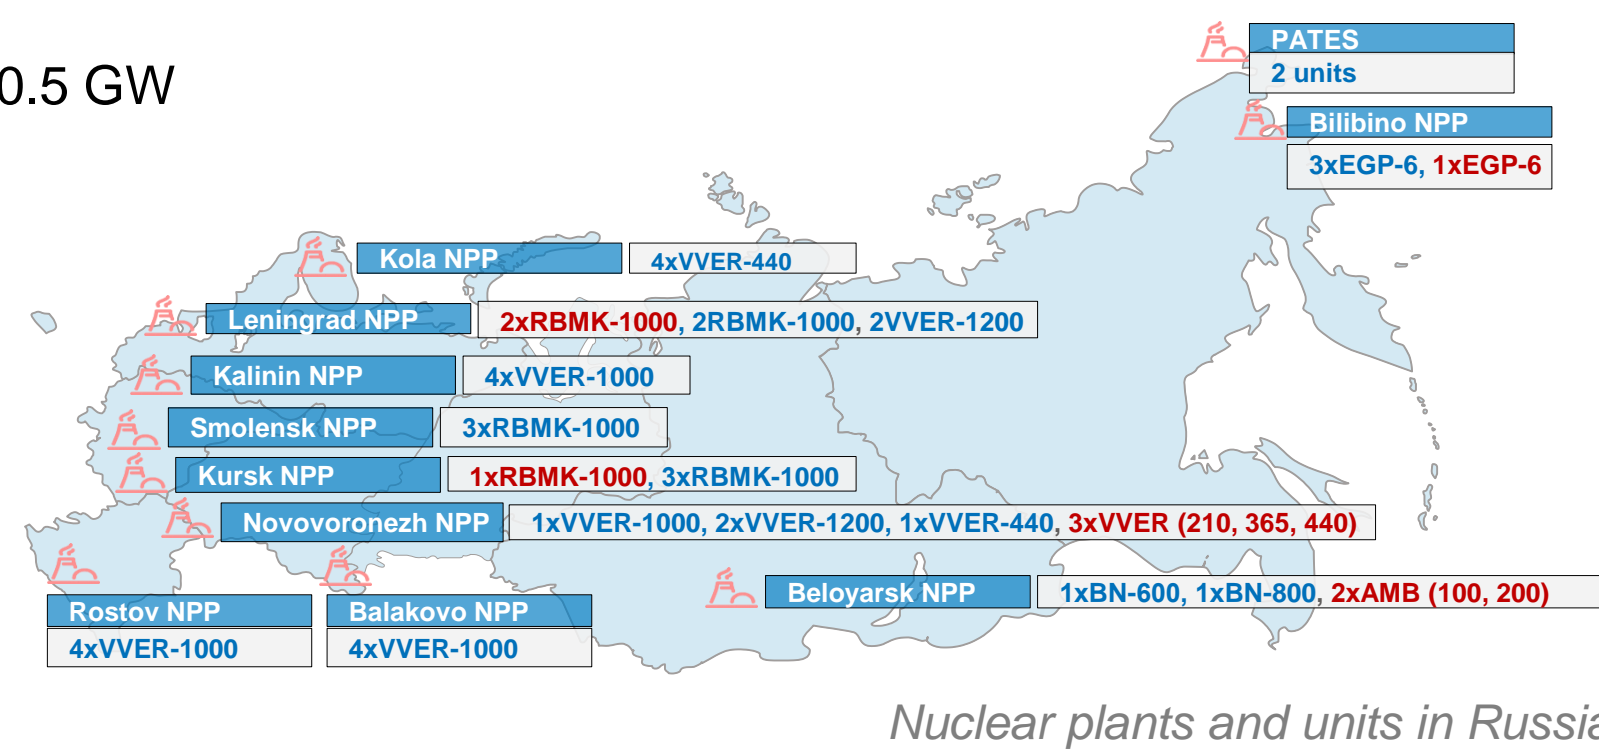 0.5 GW
PATES
2 units
Bilibino NPP
3xEGP-6, 1xEGP-6
Kola NPP
4xVVER-440
Leningrad NPP
2xRBMK-1000, 2RBMK-1000, 2VVER-1200
Kalinin NPP
4xVVER-1000
Smolensk NPP
3xRBMK-1000
Kursk NPP
1xRBMK-1000, 3xRBMK-1000
Novovoronezh NPP
1xVVER-1000, 2xVVER-1200, 1xVVER-440, 3xVVER (210, 365, 440)
Beloyarsk NPP
1xBN-600, 1xBN-800, 2xAMB (100, 200)
Rostov NPP
4xVVER-1000
Balakovo NPP
4xVVER-1000
Nuclear plants and units in Russia